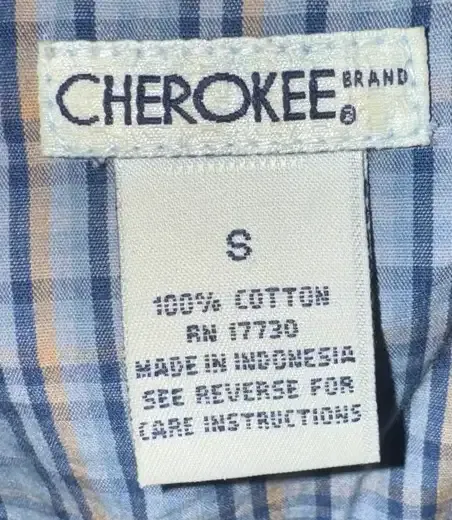 CHEROKEE BRAND ®
S
100% COTTON
RN 17730
MADE IN INDONESIA
SEE REVERSE FOR
CARE INSTRUCTIONS